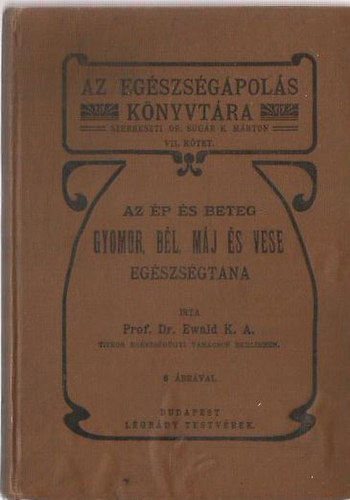 AZ EGÉSZSÉGÁPOLÁS
KÖNYVTÁRA
SZERKESZTI DR. SUGÁR K. MÁRTON
VII. KÖTET.
AZ ÉP ÉS BETEG
GYOMOR, BÉL, MÁJ ÉS VESE
EGÉSZSÉGTANA
IRTA
Prof. Dr. Ewald K. A.
TITKOS EGÉSZSÉGÜGYI TANÁCSOS BERLINBEN.
6 ÁBRÁVAL.
BUDAPEST
LÉGRÁDY TESTVÉREK.